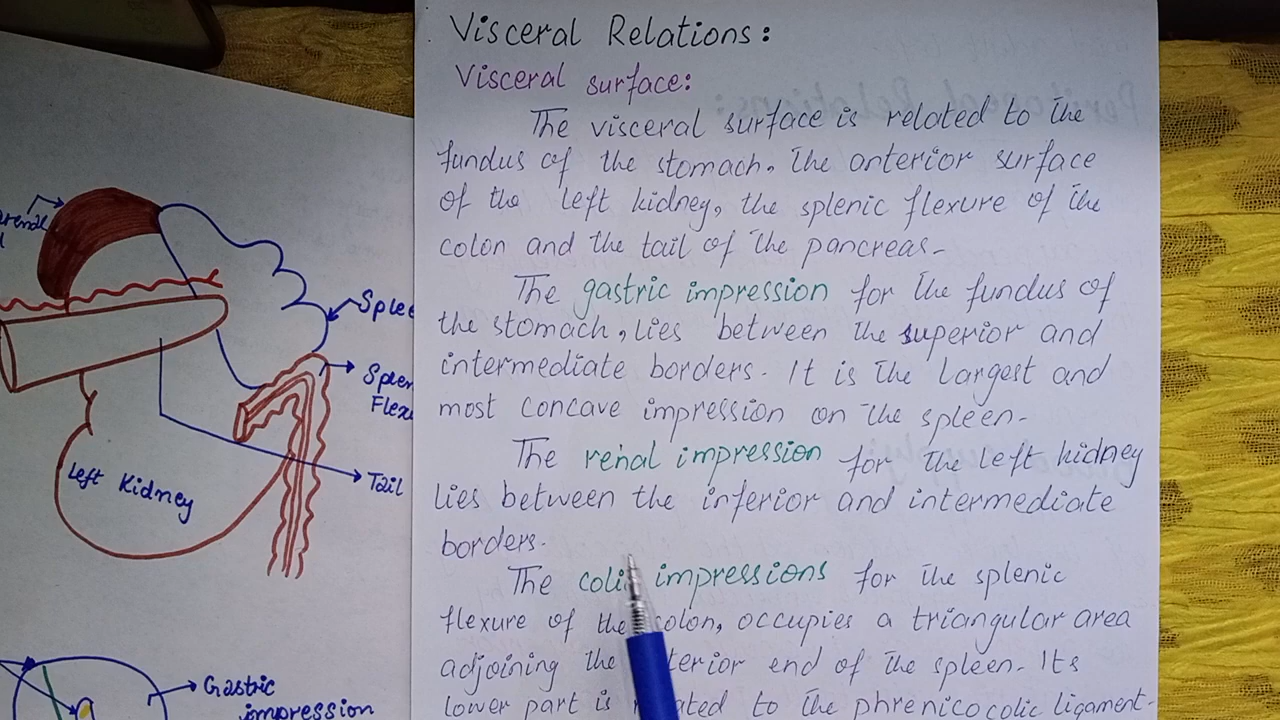 Visceral Relations:
Visceral surface:
The visceral surface is related to the
fundus of the stomach. The anterior surface
of the left kidney, the splenic flexure of the
colon and the tail of the pancreas.
The gastric impression for the fundus of
the stomach, lies between the superior and
intermediate borders. It is the largest and
most concave impression on the spleen.
The renal impression for the left kidney
lies between the inferior and intermediate
borders.
The impressions for the splenic
flexure of the colon, occupies a triangular area
adjoining the end of the spleen. Its
lower part is to the phrenicocolic ligament.
Left Kidney
Tail
Gastric
impression